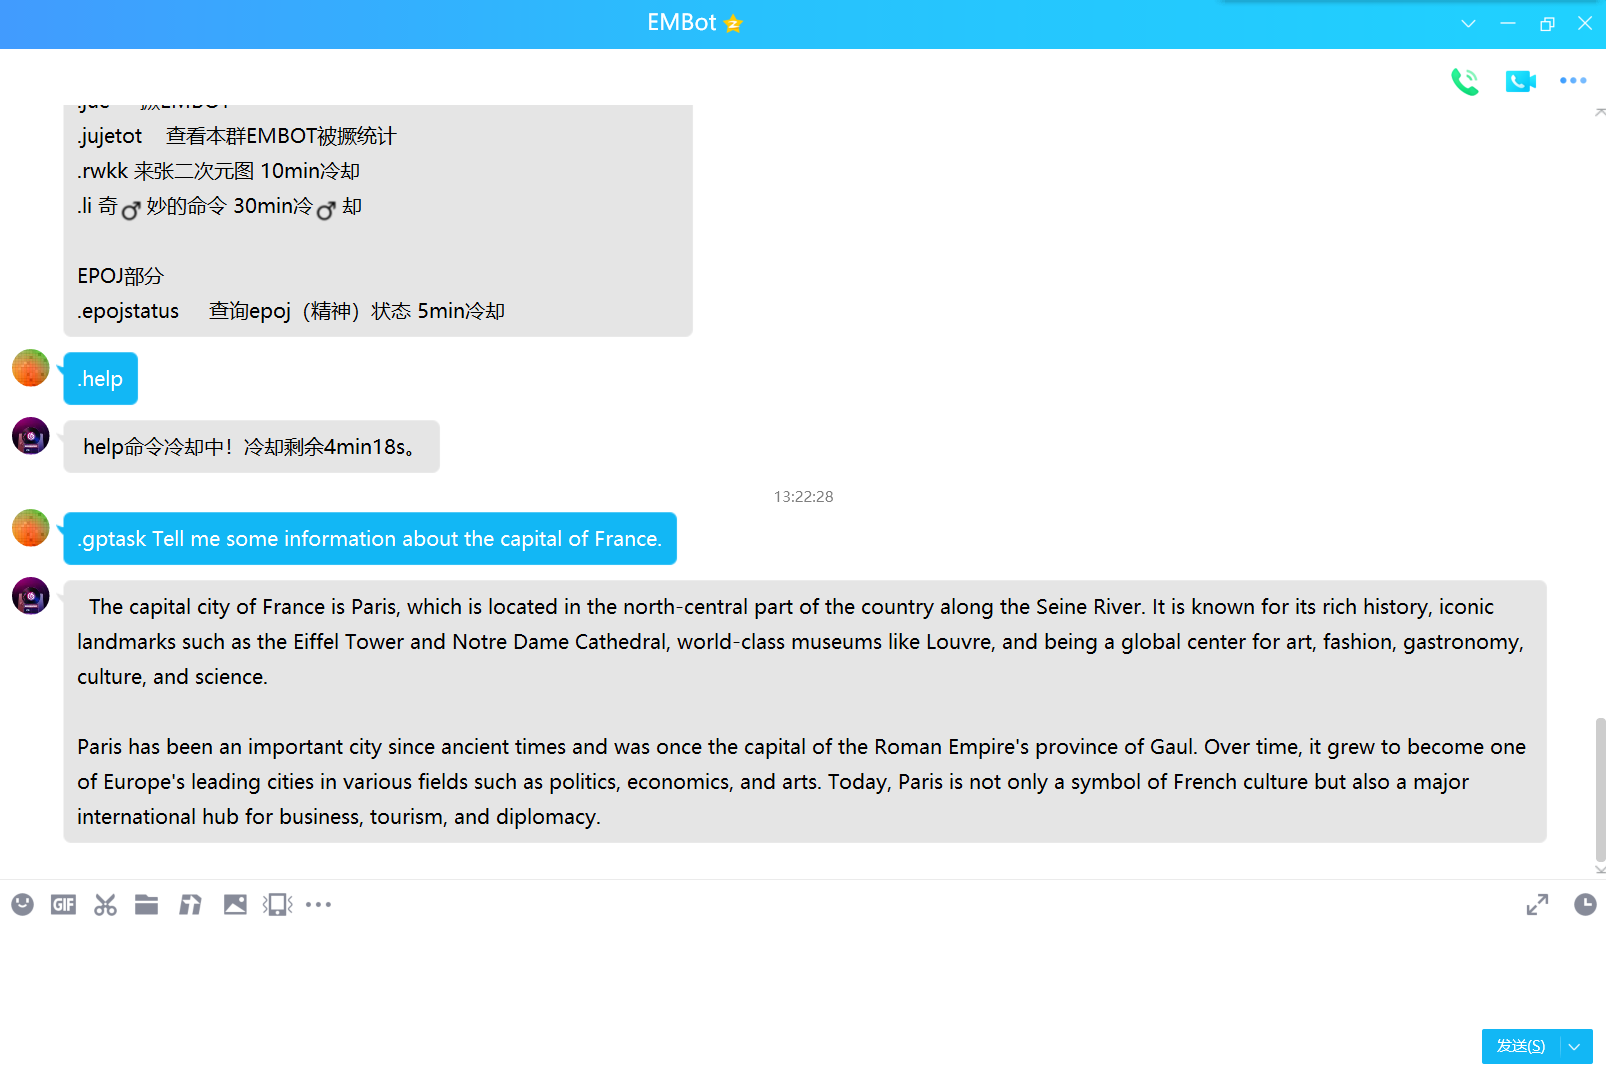 EMBot
.jujetot 查看本群EMBOT被撅统计
.rwkk 来张二次元图 10min冷却
.li 奇♂妙的命令 30min冷♂却
EPOJ部分
.epojstatus 查询epoj（精神）状态 5min冷却
.help
help命令冷却中！冷却剩余4min18s。
13:22:28
.gptask Tell me some information about the capital of France.
The capital city of France is Paris, which is located in the north-central part of the country along the Seine River. It is known for its rich history, iconic
landmarks such as the Eiffel Tower and Notre Dame Cathedral, world-class museums like Louvre, and being a global center for art, fashion, gastronomy,
culture, and science.
Paris has been an important city since ancient times and was once the capital of the Roman Empire's province of Gaul. Over time, it grew to become one
of Europe's leading cities in various fields such as politics, economics, and arts. Today, Paris is not only a symbol of French culture but also a major
international hub for business, tourism, and diplomacy.
GIF
发送(S)